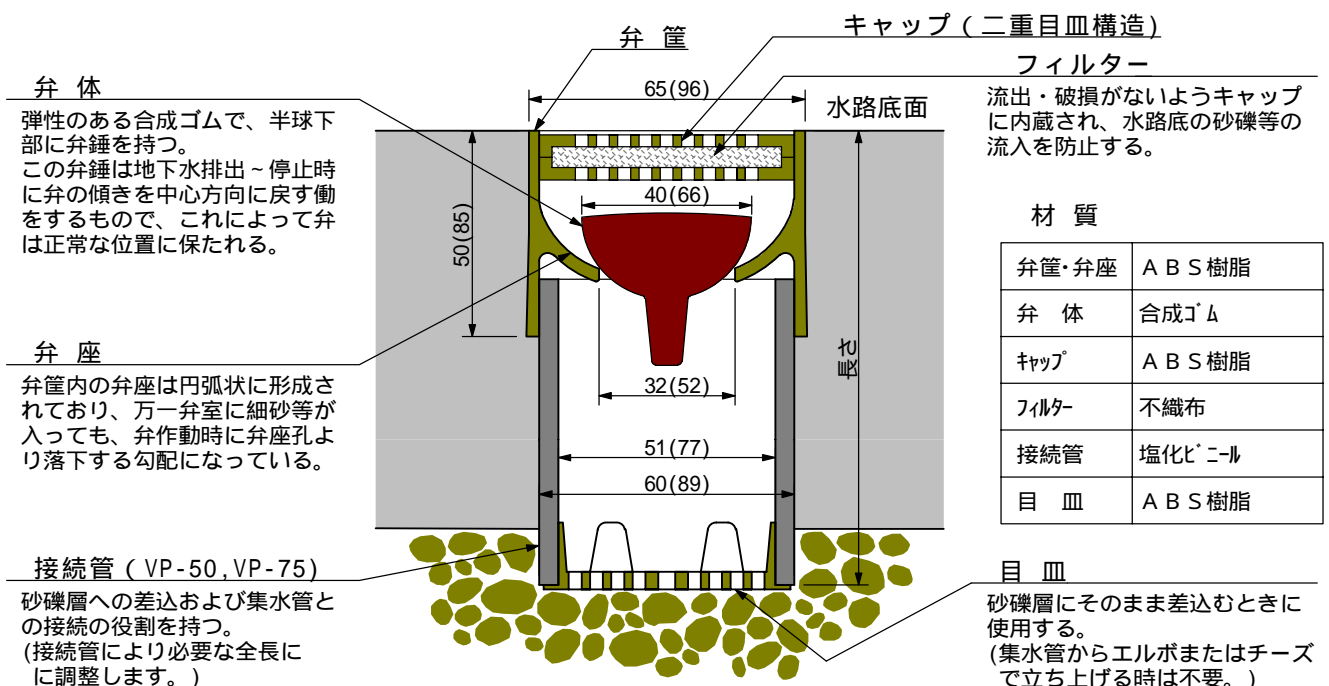 弁 筐
キャップ(二重目皿構造)
フィルター
流出・破損がないようキャップ
に内蔵され、水路底の砂礫等の
流入を防止する。
弁 体
弾性のある合成ゴムで、半球下
部に弁錘を持つ。
この弁錘は地下水排出~停止時
に弁の傾きを中心方向に戻す働
をするもので、これによって弁
は正常な位置に保たれる。
65(96)
水路底面
40(66)
50(85)
長さ
32(52)
51(77)
60(89)
弁 座
弁筐内の弁座は円弧状に形成さ
れており、万一弁室に細砂等が
入っても、弁作動時に弁座孔よ
り落下する勾配になっている。
材 質
弁筐・弁座 ABS樹脂
弁 体 合成ゴム
キャップ ABS樹脂
フィルター 不織布
接続管 塩化ビニール
目 皿 ABS樹脂
接続管(VP-50,VP-75)
砂礫層への差込および集水管と
の接続の役割を持つ。
(接続管により必要な全長に
に調整します。)
目 皿
砂礫層にそのまま差込むときに
使用する。
(集水管からエルボまたはチーズ
で立ち上げる時は不要。)